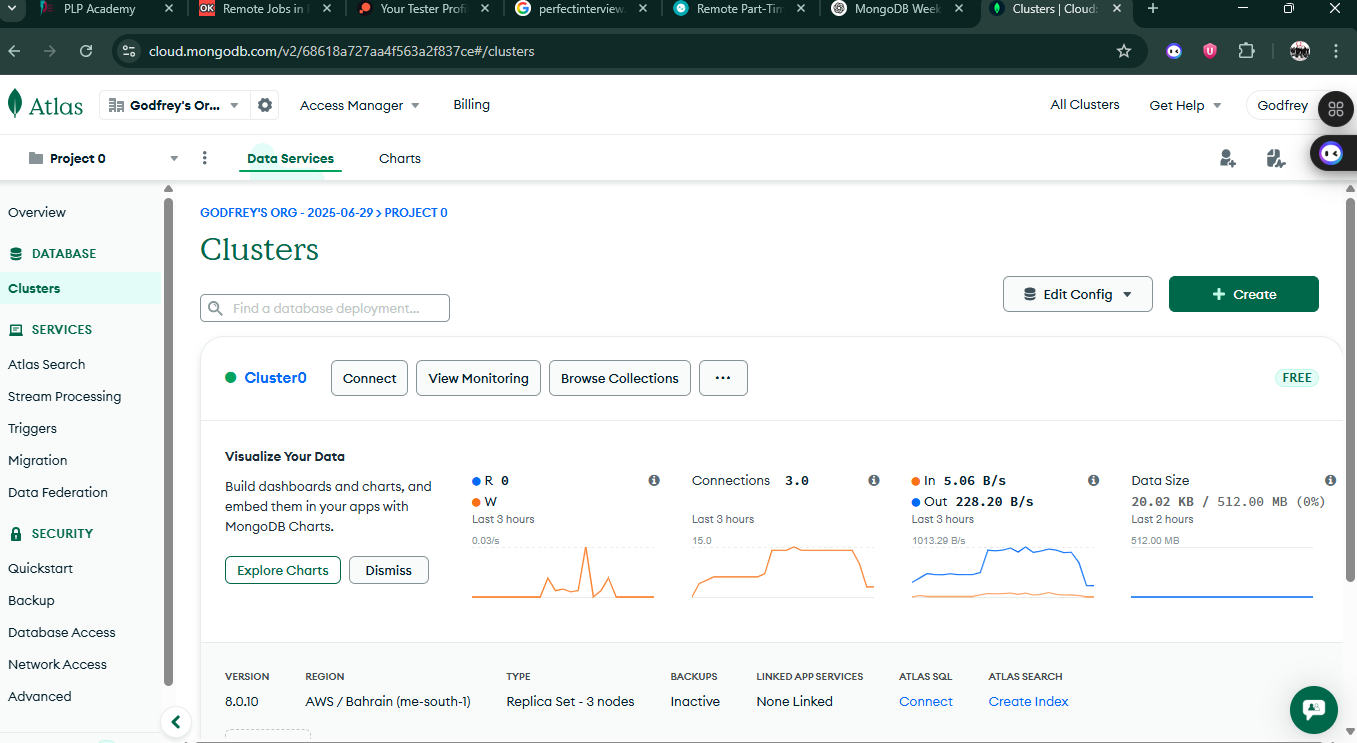 PLP Academy
Remote Jobs in
Your Tester Profi
perfectinterview.
Remote Part-Tim
MongoDB Week
Clusters | Cloud:
cloud.mongodb.com/v2/68618a727aa4f563a2f837ce#/clusters
Atlas
Godfrey's Or...
Access Manager
Billing
All Clusters
Get Help
Godfrey
Project 0
Data Services
Charts
Overview
DATABASE
Clusters
SERVICES
Atlas Search
Stream Processing
Triggers
Migration
Data Federation
SECURITY
Quickstart
Backup
Database Access
Network Access
Advanced
GODFREY'S ORG - 2025-06-29 > PROJECT 0
Clusters
Find a database deployment...
Edit Config
+ Create
Cluster0
Connect
View Monitoring
Browse Collections
...
FREE
Visualize Your Data
Build dashboards and charts, and
embed them in your apps with
MongoDB Charts.
Explore Charts
Dismiss
R 0
W
Last 3 hours
0.03/s
Connections 3.0
Last 3 hours
15.0
In 5.06 B/s
Out 228.20 B/s
Last 3 hours
1013.29 B/s
Data Size
20.02 KB / 512.00 MB (0%)
Last 2 hours
512.00 MB
VERSION
8.0.10
REGION
AWS / Bahrain (me-south-1)
TYPE
Replica Set - 3 nodes
BACKUPS
Inactive
LINKED APP SERVICES
None Linked
ATLAS SQL
Connect
ATLAS SEARCH
Create Index